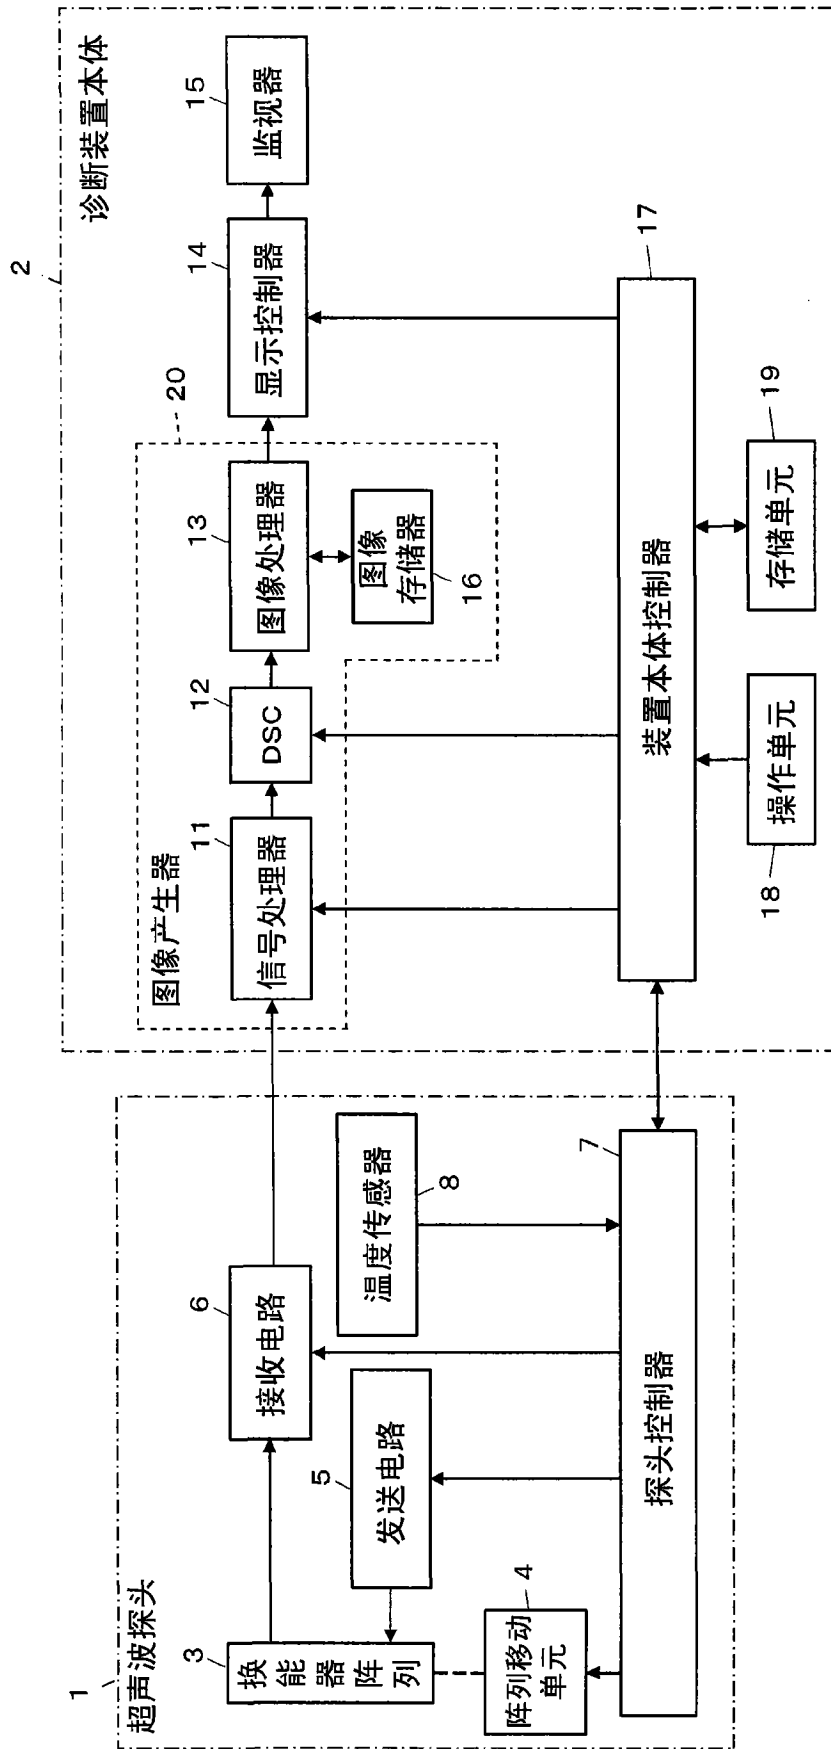 1
超声波探头
3
换能器阵列
4
阵列移动
单元
5
发送电路
6
接收电路
温度传感器
8
7
探头控制器
2
诊断装置本体
图像产生器
20
11
信号处理器
12
DSC
13
图像处理器
图像
存储器
16
14
显示控制器
15
监视器
17
装置本体控制器
操作单元
18
19
存储单元